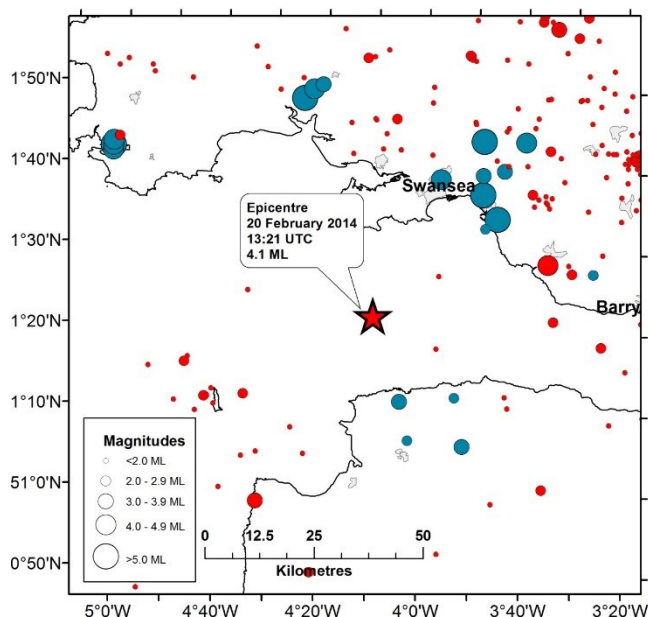 1°50'
1°40'
Swansea
Epicentre
20 February 2014
13:21 UTC
4.1 ML
1°30'
Barry
1°20'
1°10'
Magnitudes
<2.0 ML
2.0 - 2.9 ML
3.0 - 3.9 ML
4.0 - 4.9 ML
>5.0 ML
51°0'
0 12.5 25 50
Kilometres
0°50'
5°0'W 4°40'W 4°20'W 4°0'W 3°40'W 3°20'W